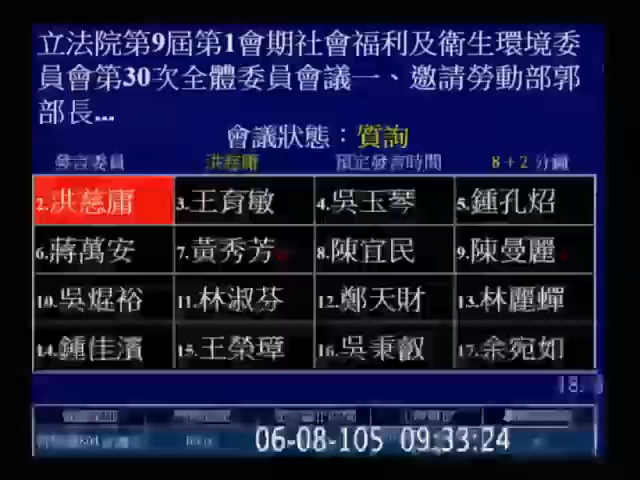 立法院第9屆第1會期社會福利及衛生環境委
員會第30次全體委員會議一、邀請勞動部郭
部長...
會議狀態：質詢
發言委員 洪慈庸 預定發言時間 8+2 分鐘
2.洪慈庸 3.王育敏 4.吳玉琴 5.鍾孔炤
6.蔣萬安 7.黃秀芳 8.陳宜民 9.陳曼麗
10.吳焜裕 11.林淑芬 12.鄭天財 13.林麗蟬
14.鍾佳濱 15.王榮璋 16.吳秉叡 17.余宛如
18.
06-08-105 09:33:24